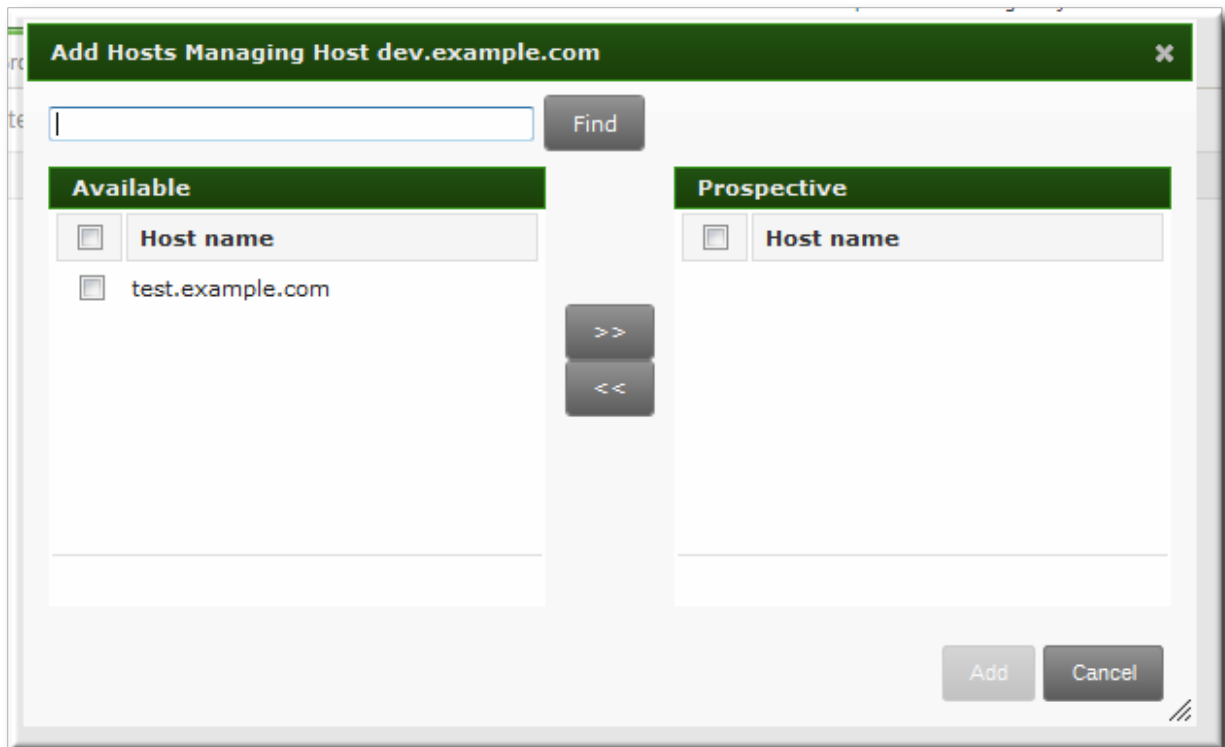 Add Hosts Managing Host dev.example.com
Find
Available
Prospective
Host name
Host name
test.example.com
>>
<<
Add
Cancel